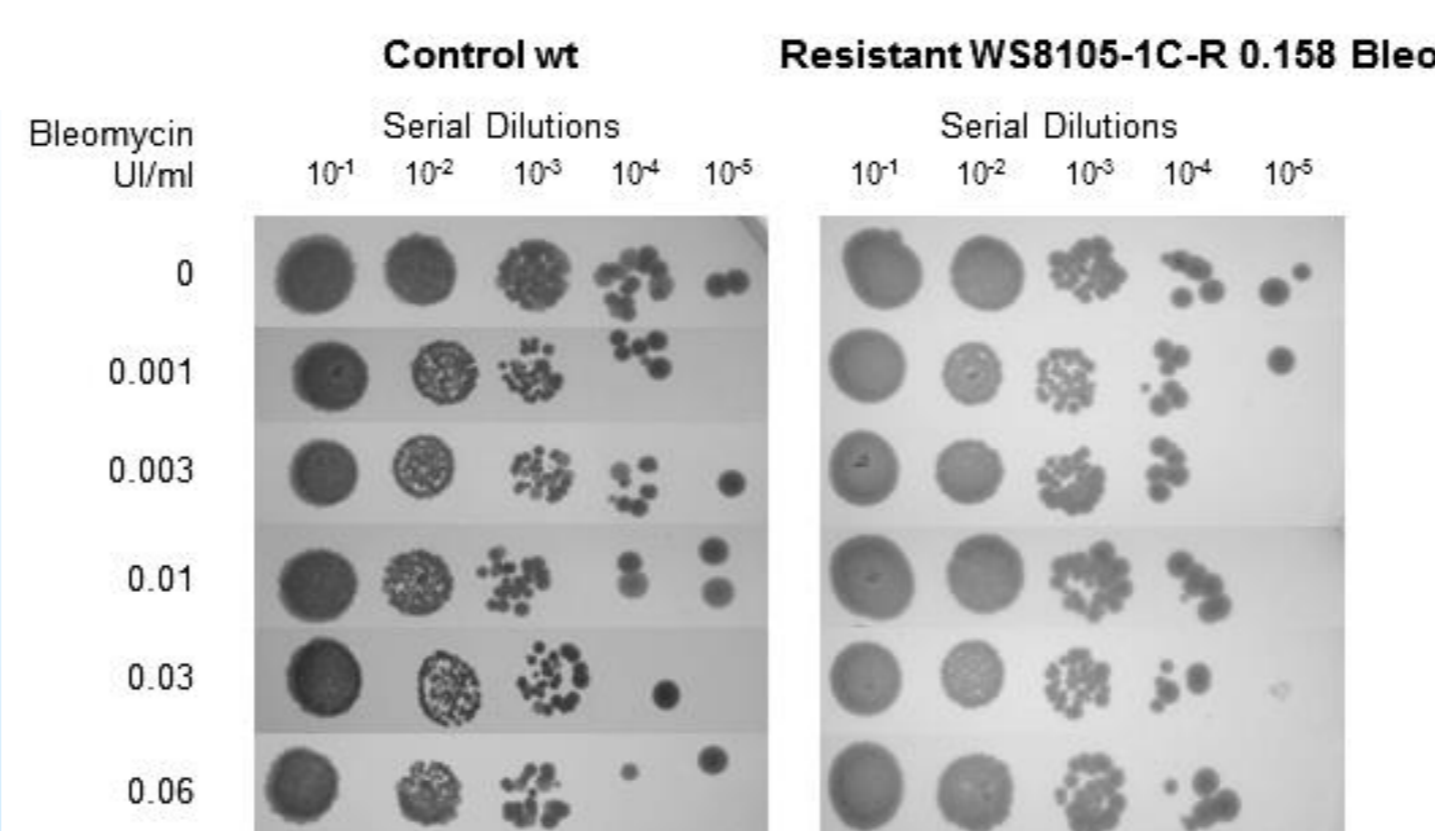 Control wt
Resistant WS8105-1C-R 0.158 Bleo
Serial Dilutions
Serial Dilutions
Bleomycin
UI/ml
10⁻¹ 10⁻² 10⁻³ 10⁻⁴ 10⁻⁵
10⁻¹ 10⁻² 10⁻³ 10⁻⁴ 10⁻⁵
0
0.001
0.003
0.01
0.03
0.06